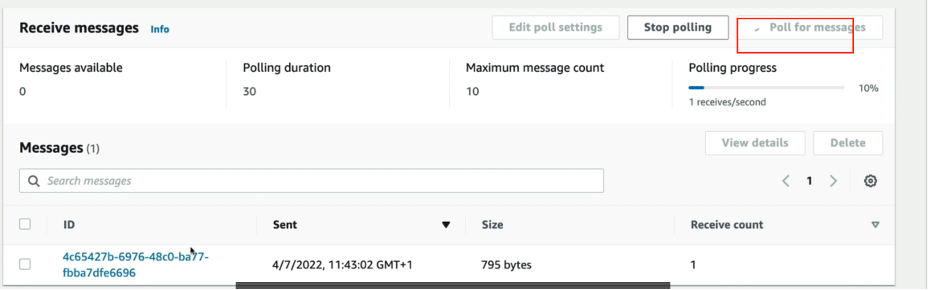 Receive messages Info Edit poll settings Stop polling Poll for messages
Messages available Polling duration Maximum message count Polling progress
0 30 10 10%
1 receives/second
Messages (1) View details Delete
Search messages 1
ID Sent Size Receive count
4c65427b-6976-48c0-ba77-
fbba7dfe6696 4/7/2022, 11:43:02 GMT+1 795 bytes 1